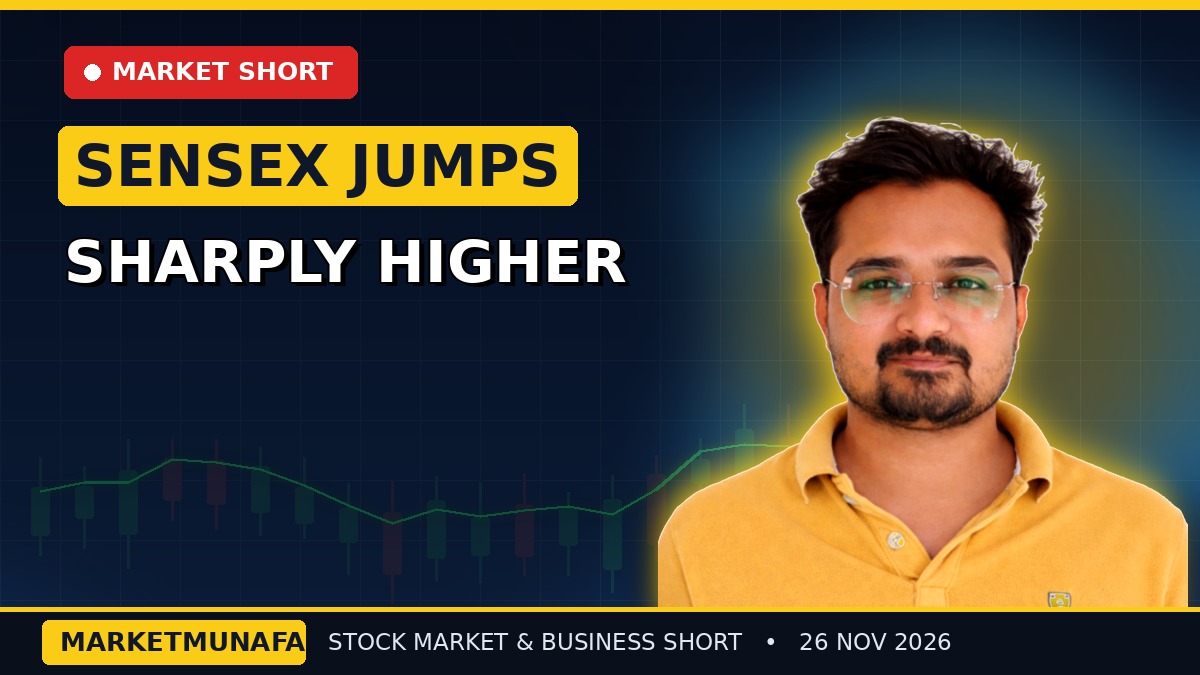 MARKET SHORT
SENSEX JUMPS
SHARPLY HIGHER
MARKETMUNAFA STOCK MARKET & BUSINESS SHORT • 26 NOV 2026